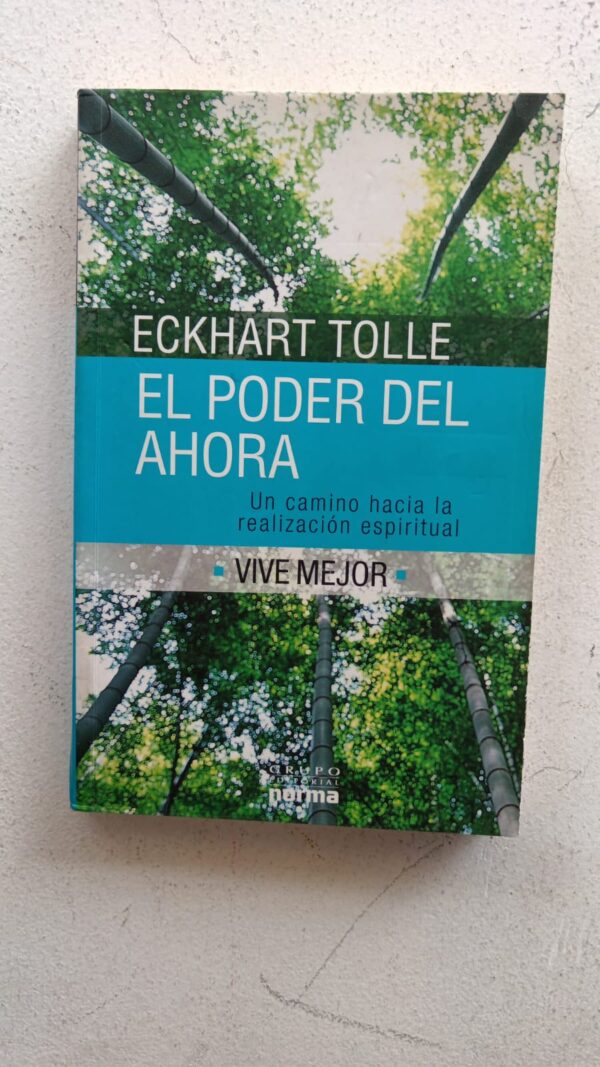 ECKHART TOLLE
EL PODER DEL
AHORA
Un camino hacia la
realización espiritual
VIVE MEJOR
GRUPO
EDITORIAL
norma